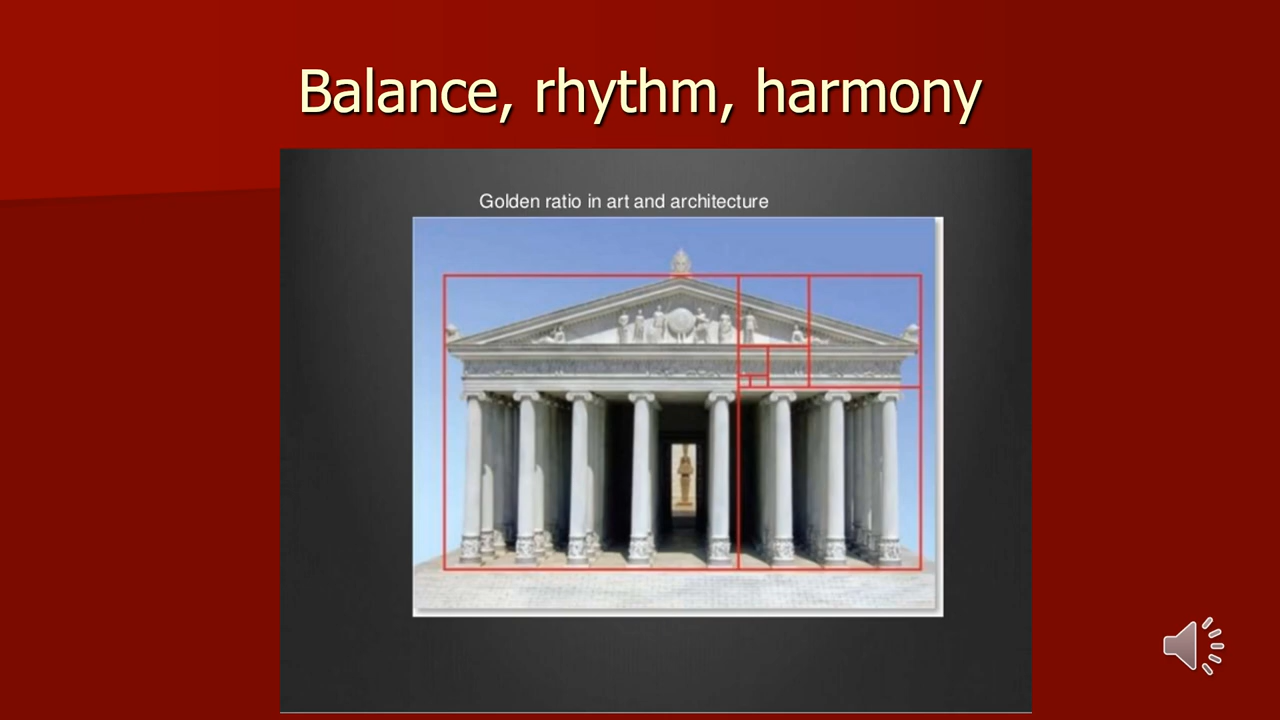 Balance, rhythm, harmony
Golden ratio in art and architecture